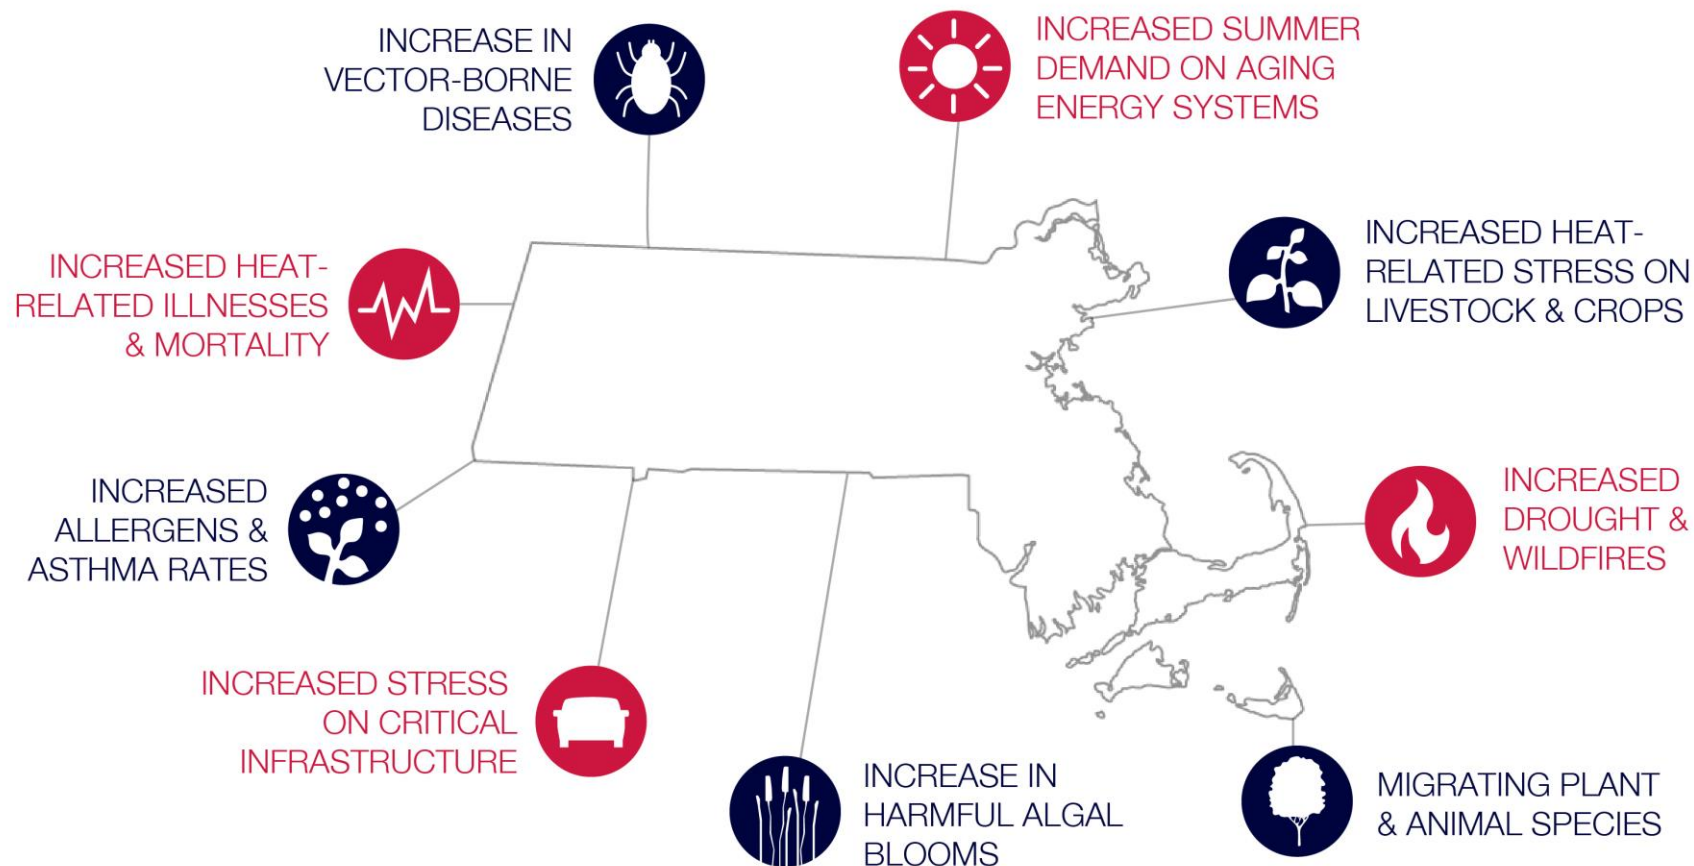 INCREASE IN
VECTOR-BORNE
DISEASES
INCREASED SUMMER
DEMAND ON AGING
ENERGY SYSTEMS
INCREASED HEAT-
RELATED ILLNESSES
& MORTALITY
INCREASED HEAT-
RELATED STRESS ON
LIVESTOCK & CROPS
INCREASED
ALLERGENS &
ASTHMA RATES
INCREASED
DROUGHT &
WILDFIRES
INCREASED STRESS
ON CRITICAL
INFRASTRUCTURE
INCREASE IN
HARMFUL ALGAL
BLOOMS
MIGRATING PLANT
& ANIMAL SPECIES